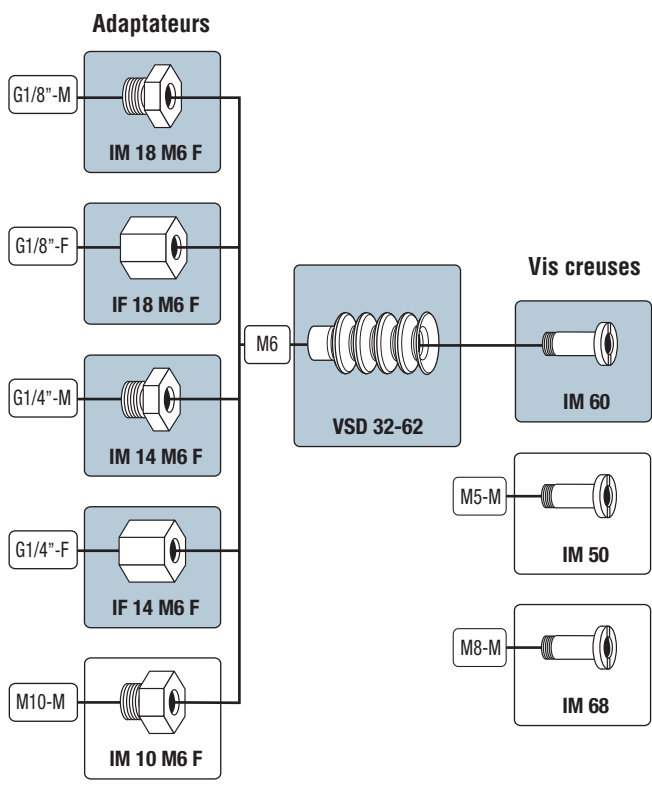 Adaptateurs
G1/8”-M
IM 18 M6 F
G1/8”-F
IF 18 M6 F
G1/4”-M
IM 14 M6 F
G1/4”-F
IF 14 M6 F
M10-M
IM 10 M6 F
M6
VSD 32-62
Vis creuses
IM 60
M5-M
IM 50
M8-M
IM 68